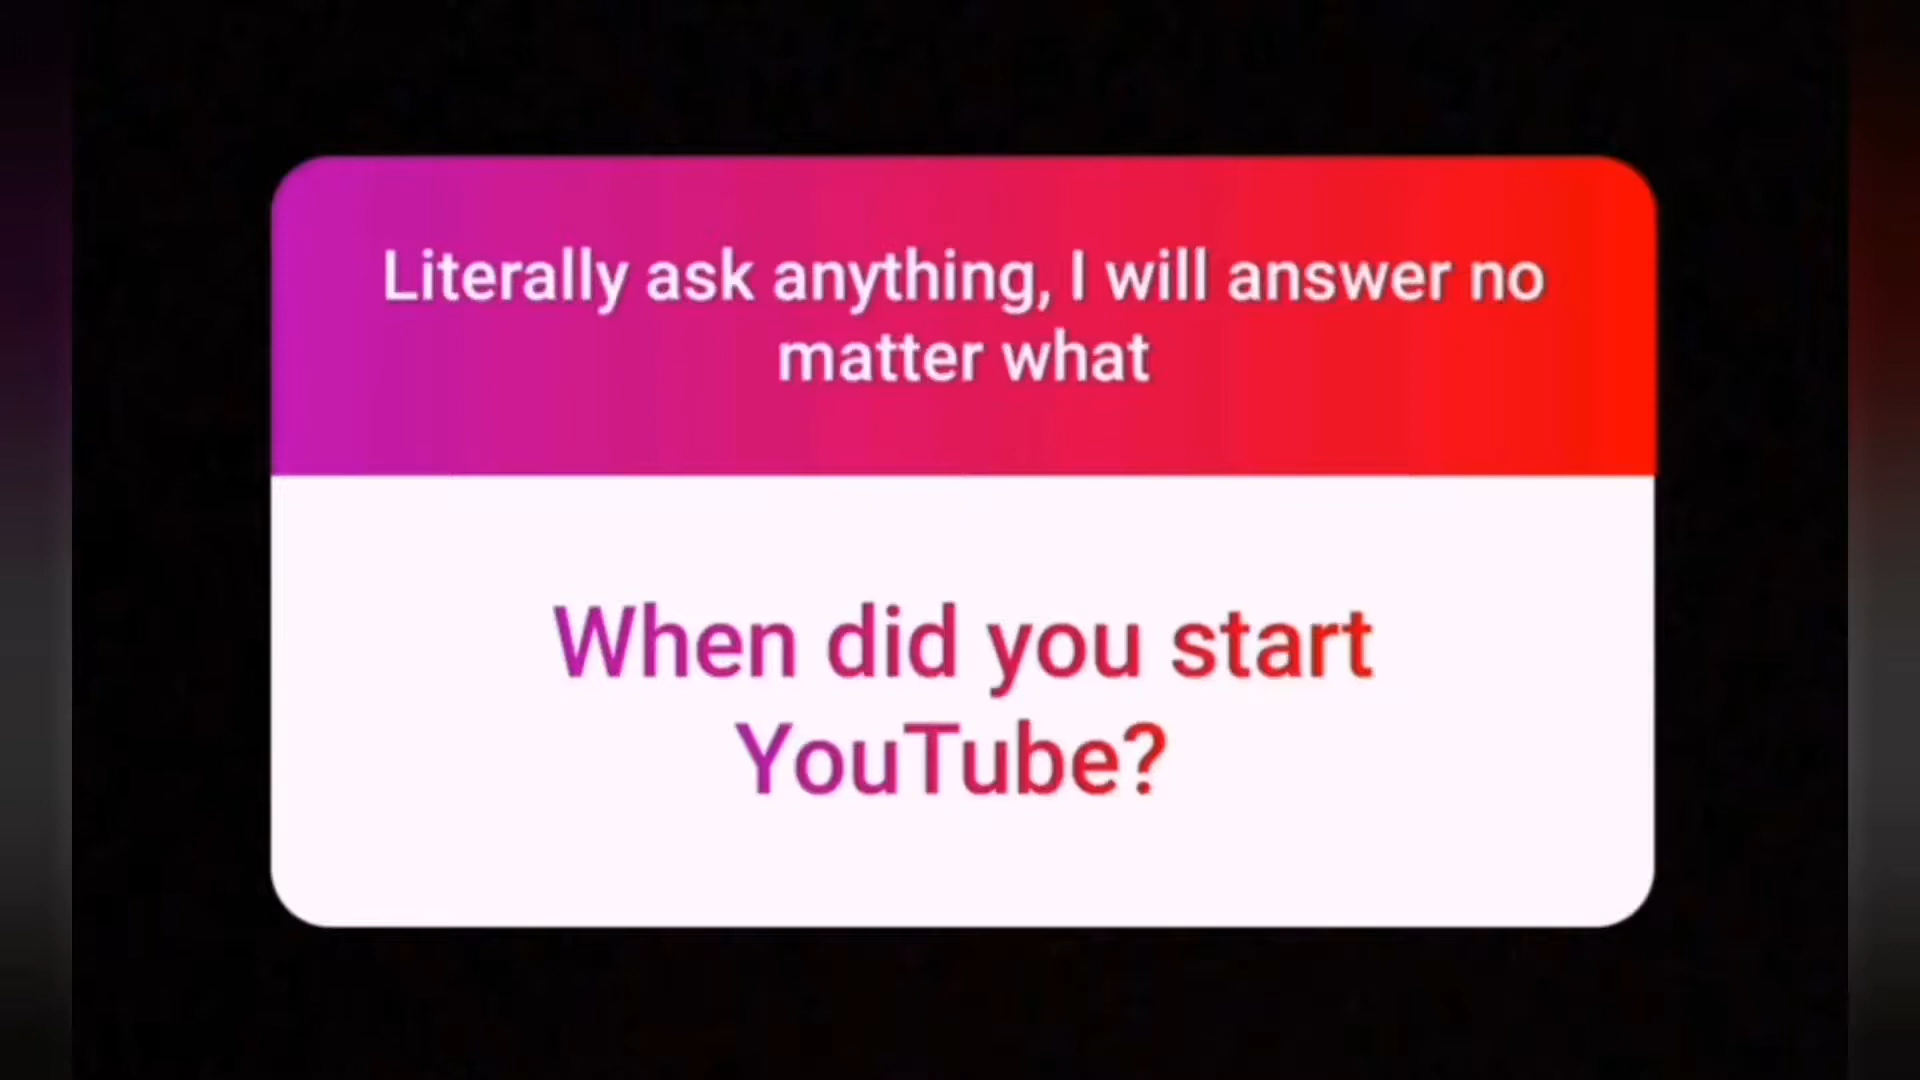 Literally ask anything, I will answer no
matter what
When did you start
YouTube?